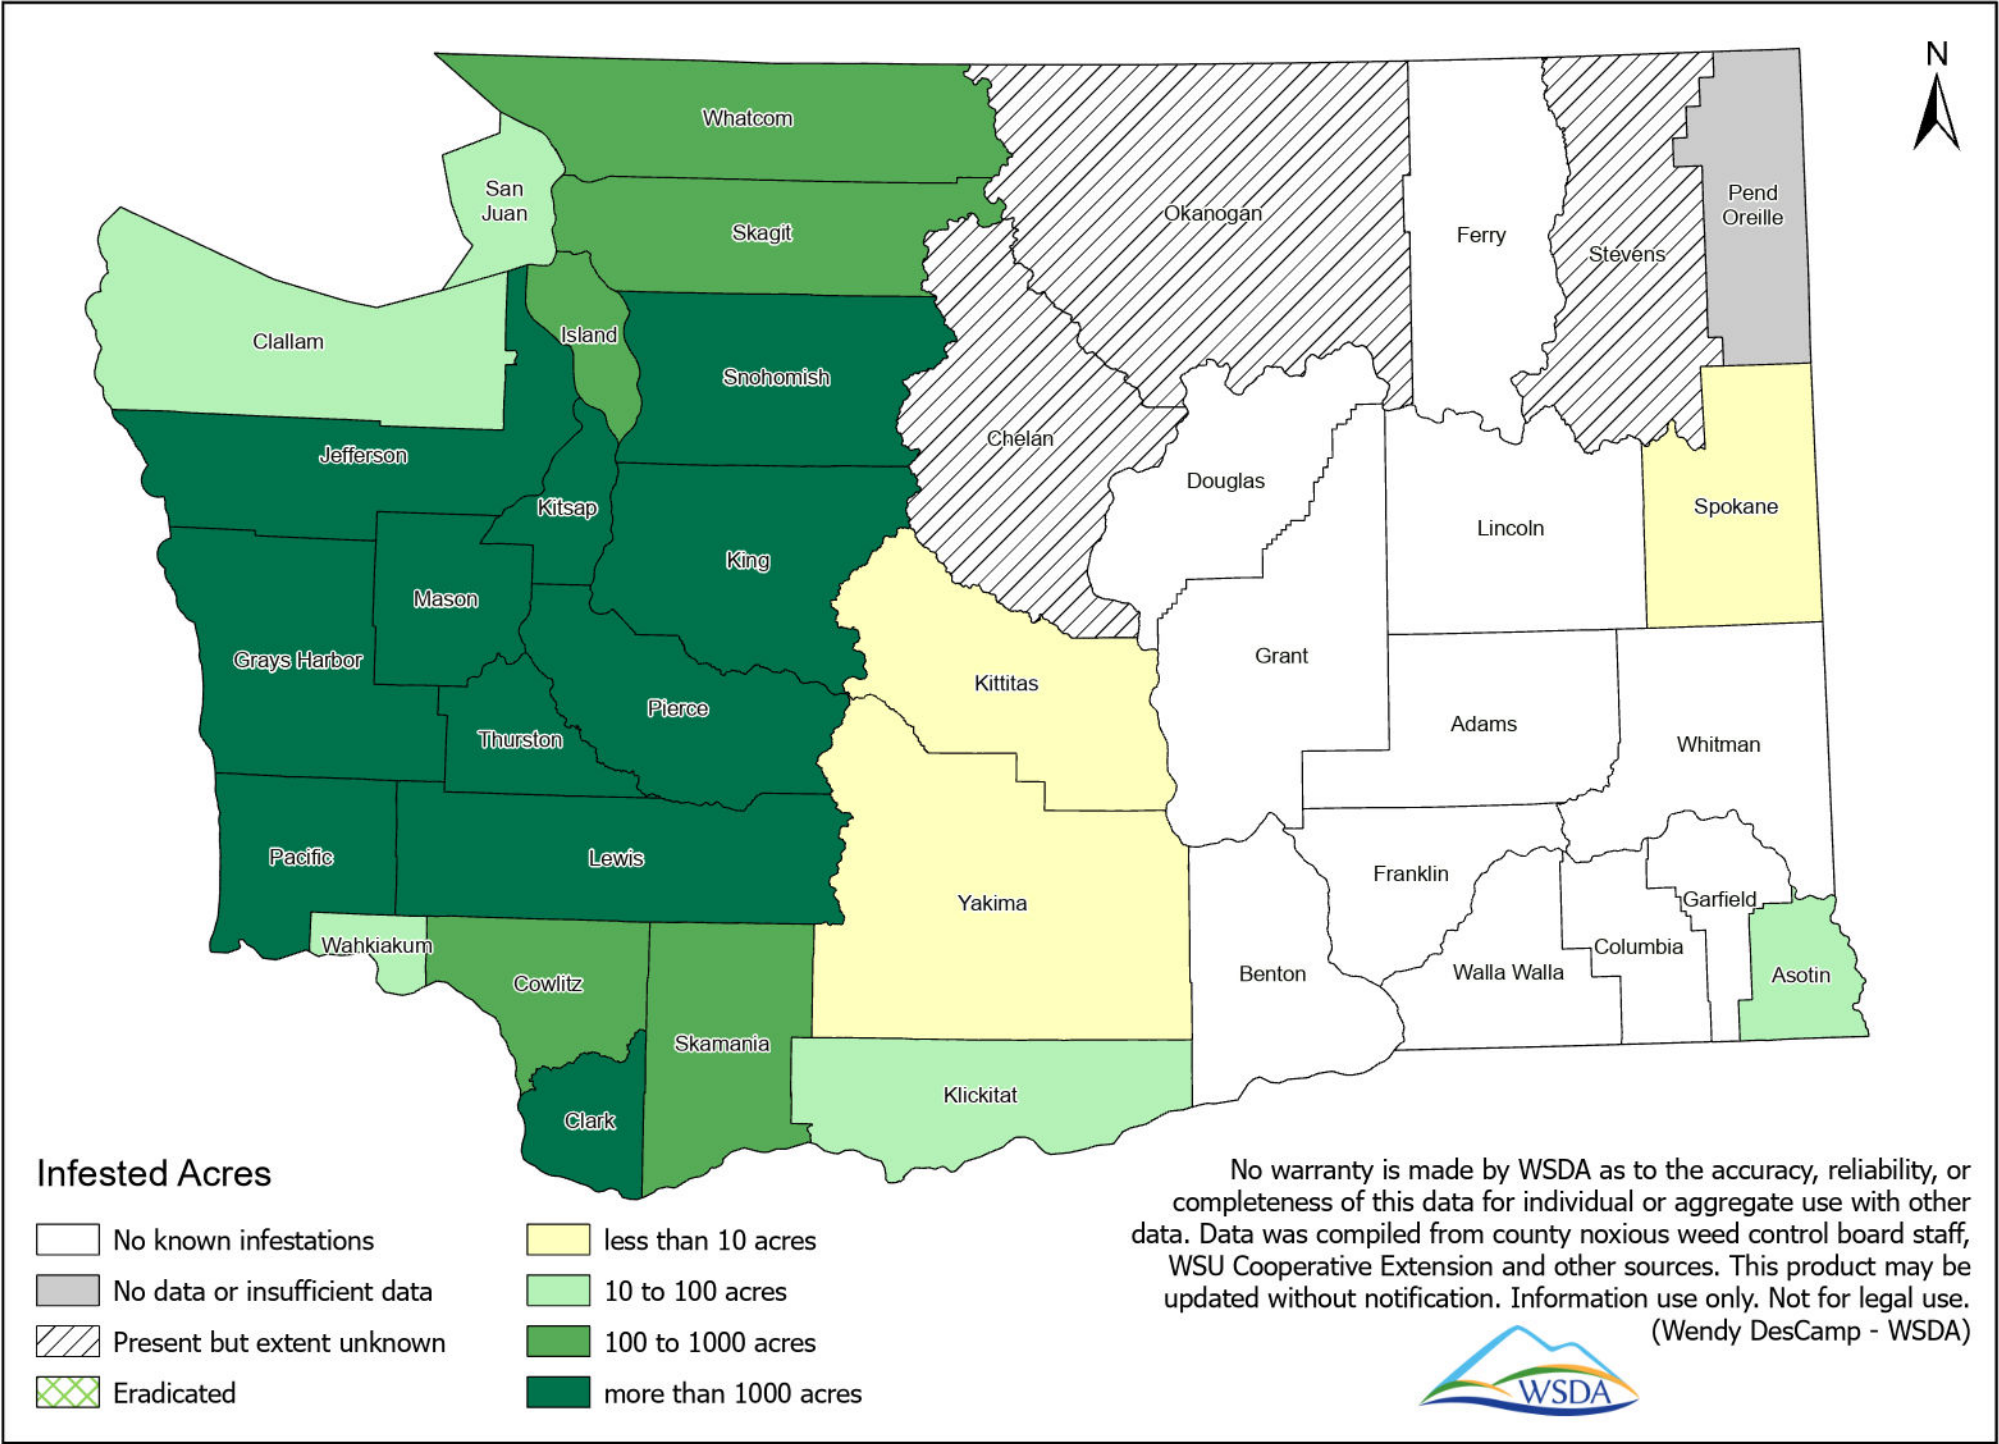 N
Whatcom
San
Juan
Skagit
Okanogan
Ferry
Stevens
Pend
Oreille
Clallam
Island
Snohomish
Chelan
Jefferson
Kitsap
King
Douglas
Lincoln
Spokane
Mason
Grays Harbor
Thurston
Pierce
Kittitas
Grant
Adams
Whitman
Pacific
Lewis
Yakima
Franklin
Garfield
Wahkiakum
Cowlitz
Skamania
Benton
Walla Walla
Columbia
Asotin
Clark
Klickitat
Infested Acres
No known infestations
No data or insufficient data
Present but extent unknown
Eradicated
less than 10 acres
10 to 100 acres
100 to 1000 acres
more than 1000 acres
No warranty is made by WSDA as to the accuracy, reliability, or
completeness of this data for individual or aggregate use with other
data. Data was compiled from county noxious weed control board staff,
WSU Cooperative Extension and other sources. This product may be
updated without notification. Information use only. Not for legal use.
(Wendy DesCamp - WSDA)
WSDA